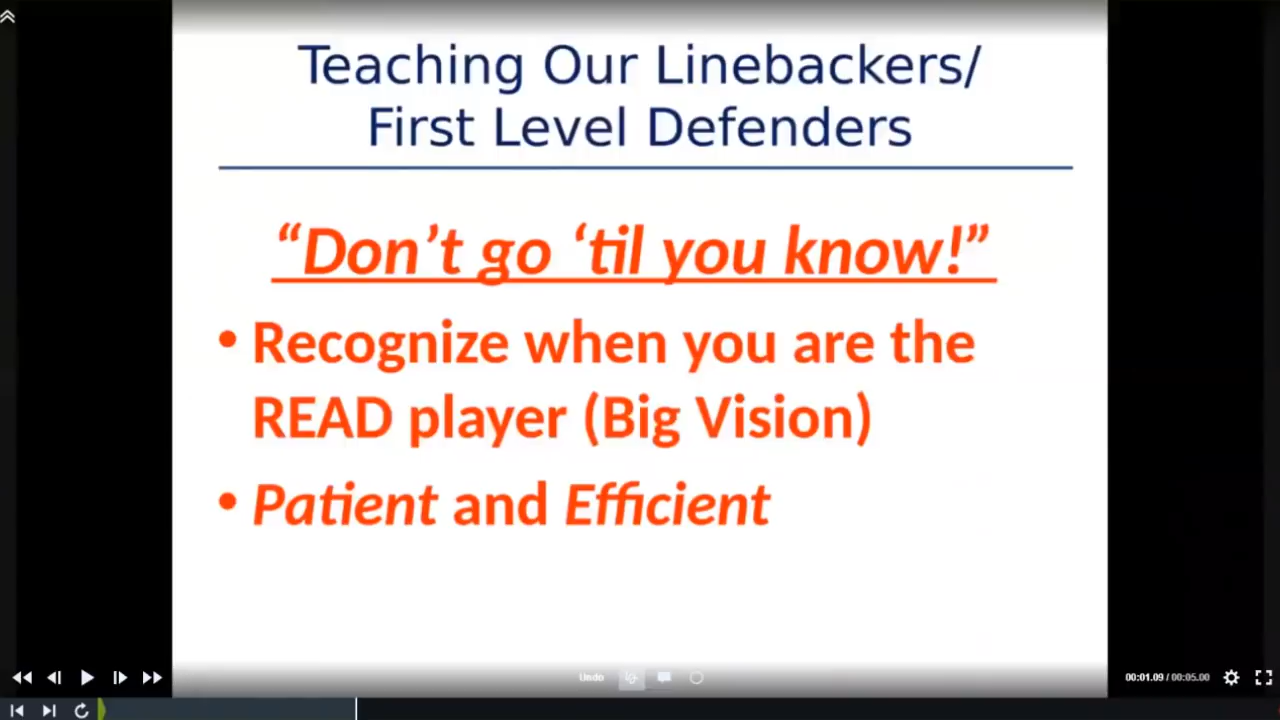 Teaching Our Linebackers/
First Level Defenders
“Don’t go ‘til you know!”
• Recognize when you are the
READ player (Big Vision)
• Patient and Efficient
Undo
00:01.09 / 00:05.00